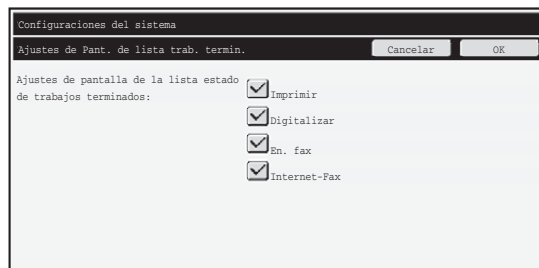 Configuraciones del sistema
Ajustes de Pant. de lista trab. termin.
Cancelar
OK
Ajustes de pantalla de la lista estado
de trabajos terminados:
Imprimir
Digitalizar
En. fax
Internet-Fax